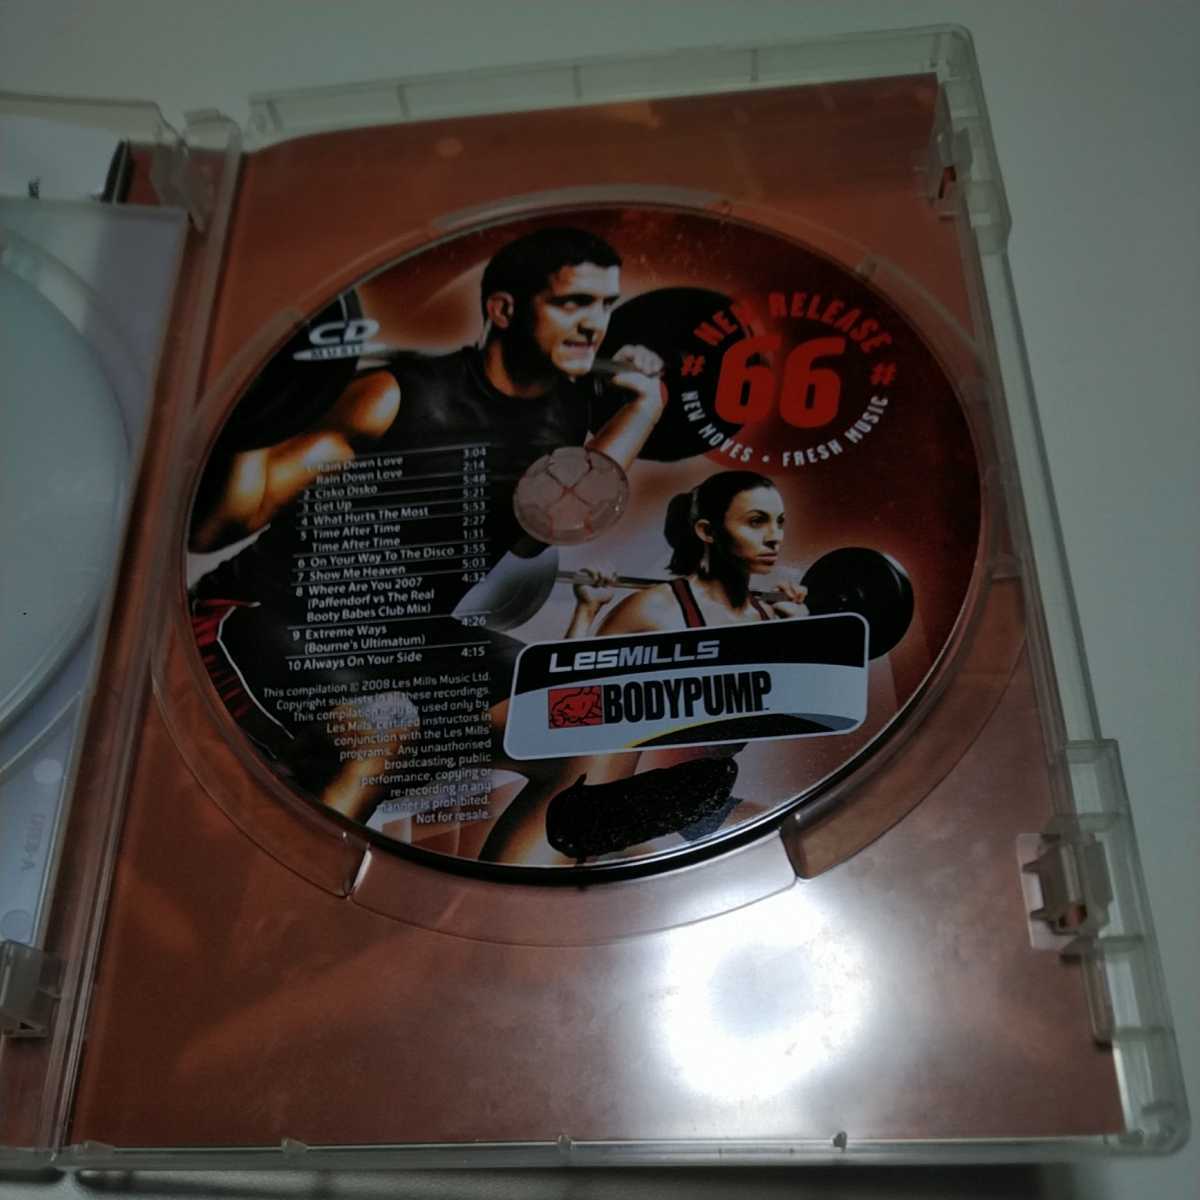 CD
MUSIC
# NEW RELEASE #
66
NEW MOVES • FRESH MUSIC
1 Rain Down Love 3:04
Rain Down Love 2:14
2 Cisko Disko 5:48
3 Get Up 5:21
4 What Hurts The Most 5:53
5 Time After Time 2:27
Time After Time 1:31
6 On Your Way To The Disco 3:55
7 Show Me Heaven 5:03
8 Where Are You 2007 4:32
(Paffendorf vs The Real
Booty Babes Club Mix)
9 Extreme Ways 4:26
(Bourne's Ultimatum)
10 Always On Your Side 4:15
This compilation © 2008 Les Mills Music Ltd.
Copyright subsists in all these recordings.
This compilation may be used only by
Les Mills' certified instructors in
conjunction with the Les Mills'
programs. Any unauthorised
broadcasting, public
performance, copying or
re-recording in any
manner is prohibited.
Not for resale.
LESMILLS
BODYPUMP™